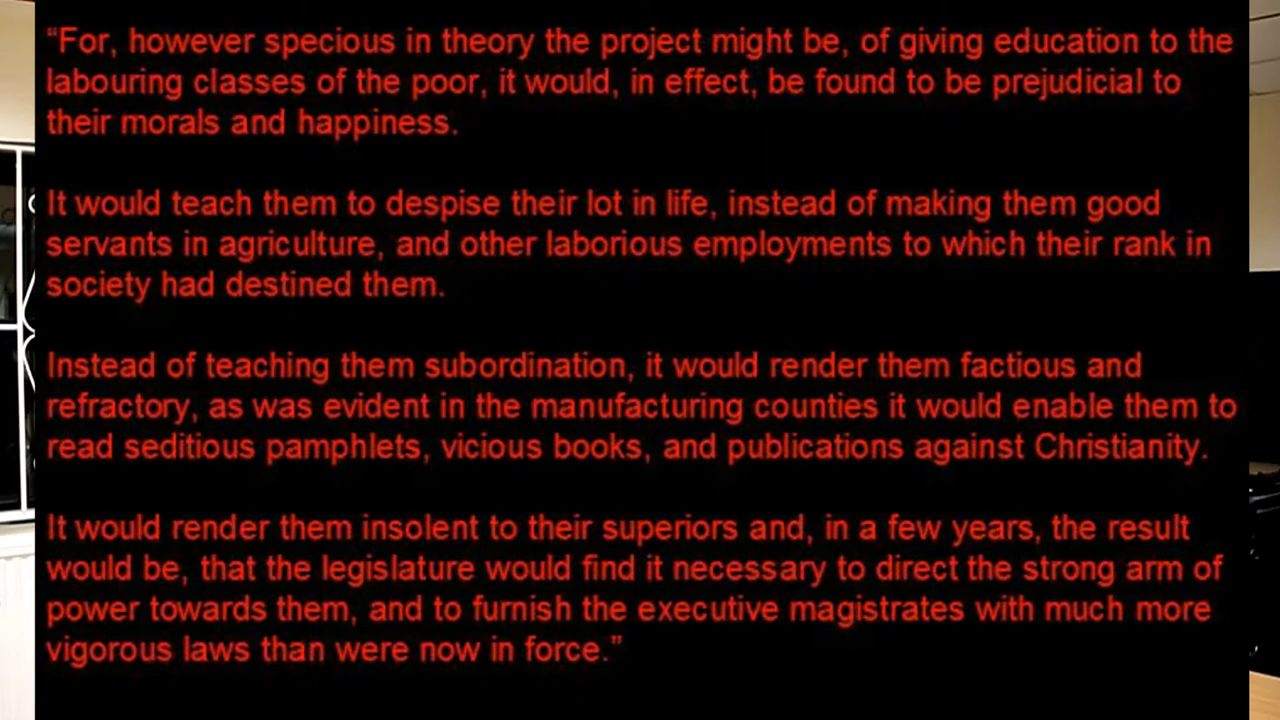 “For, however specious in theory the project might be, of giving education to the
labouring classes of the poor, it would, in effect, be found to be prejudicial to
their morals and happiness.
It would teach them to despise their lot in life, instead of making them good
servants in agriculture, and other laborious employments to which their rank in
society had destined them.
Instead of teaching them subordination, it would render them factious and
refractory, as was evident in the manufacturing counties it would enable them to
read seditious pamphlets, vicious books, and publications against Christianity.
It would render them insolent to their superiors and, in a few years, the result
would be, that the legislature would find it necessary to direct the strong arm of
power towards them, and to furnish the executive magistrates with much more
vigorous laws than were now in force.”